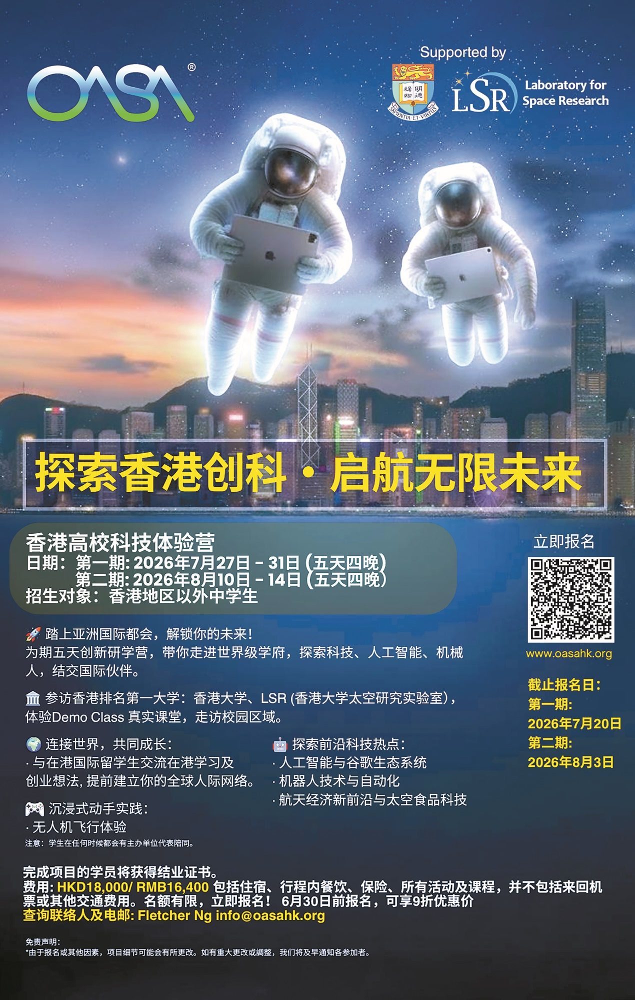 OASA®
Supported by
明德
格物
SAPIENTIA·ET·VIRTUS
LSR
Laboratory for
Space Research
探索香港创科·启航无限未来
香港高校科技体验营
日期：第一期: 2026年7月27日 - 31日 (五天四晚)
第二期: 2026年8月10日 - 14日 (五天四晚)
招生对象：香港地区以外中学生
立即报名
www.oasahk.org
截止报名日：
第一期:
2026年7月20日
第二期:
2026年8月3日
🚀 踏上亚洲国际都会，解锁你的未来！
为期五天创新研学营，带你走进世界级学府，探索科技、人工智能、机械
人，结交国际伙伴。
🏛️ 参访香港排名第一大学：香港大学、LSR (香港大学太空研究实验室)，
体验Demo Class 真实课堂，走访校园区域。
🌍 连接世界，共同成长：
· 与在港国际留学生交流在港学习及
创业想法, 提前建立你的全球人际网络。
🤖 探索前沿科技热点：
· 人工智能与谷歌生态系统
· 机器人技术与自动化
· 航天经济新前沿与太空食品科技
🎮 沉浸式动手实践：
· 无人机飞行体验
注意：学生在任何时候都会有主办单位代表陪同。
完成项目的学员将获得结业证书。
费用: HKD18,000/ RMB16,400 包括住宿、行程内餐饮、保险、所有活动及课程，并不包括来回机
票或其他交通费用。名额有限，立即报名！ 6月30日前报名，可享9折优惠价
查询联络人及电邮: Fletcher Ng info@oasahk.org
免责声明：
*由于报名或其他因素，项目细节可能会有所更改。如有重大更改或調整，我们将及早通知各参加者。